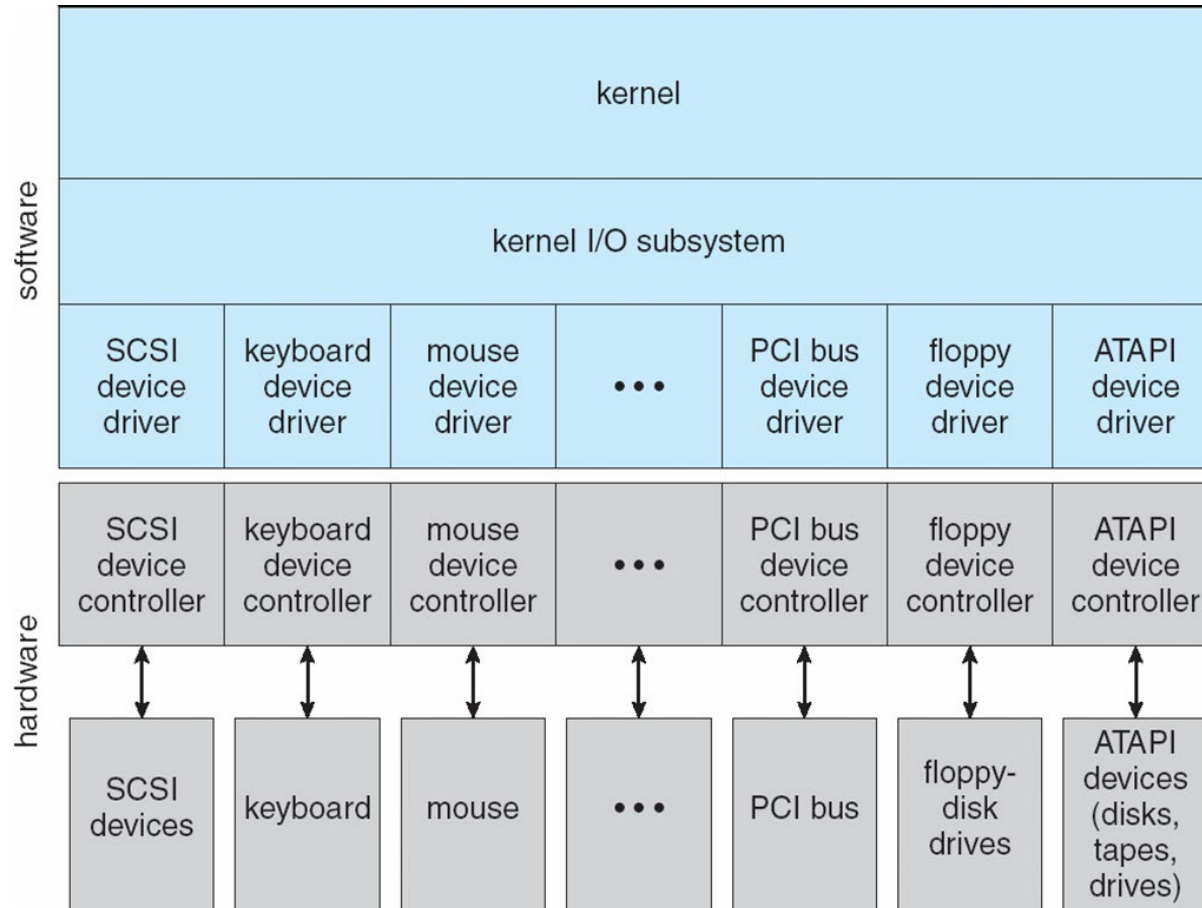 kernel
kernel I/O subsystem
software
SCSI
device
driver
keyboard
device
driver
mouse
device
driver
•••
PCI bus
device
driver
floppy
device
driver
ATAPI
device
driver
hardware
SCSI
device
controller
keyboard
device
controller
mouse
device
controller
•••
PCI bus
device
controller
floppy
device
controller
ATAPI
device
controller
SCSI
devices
keyboard
mouse
•••
PCI bus
floppy-
disk
drives
ATAPI
devices
(disks,
tapes,
drives)